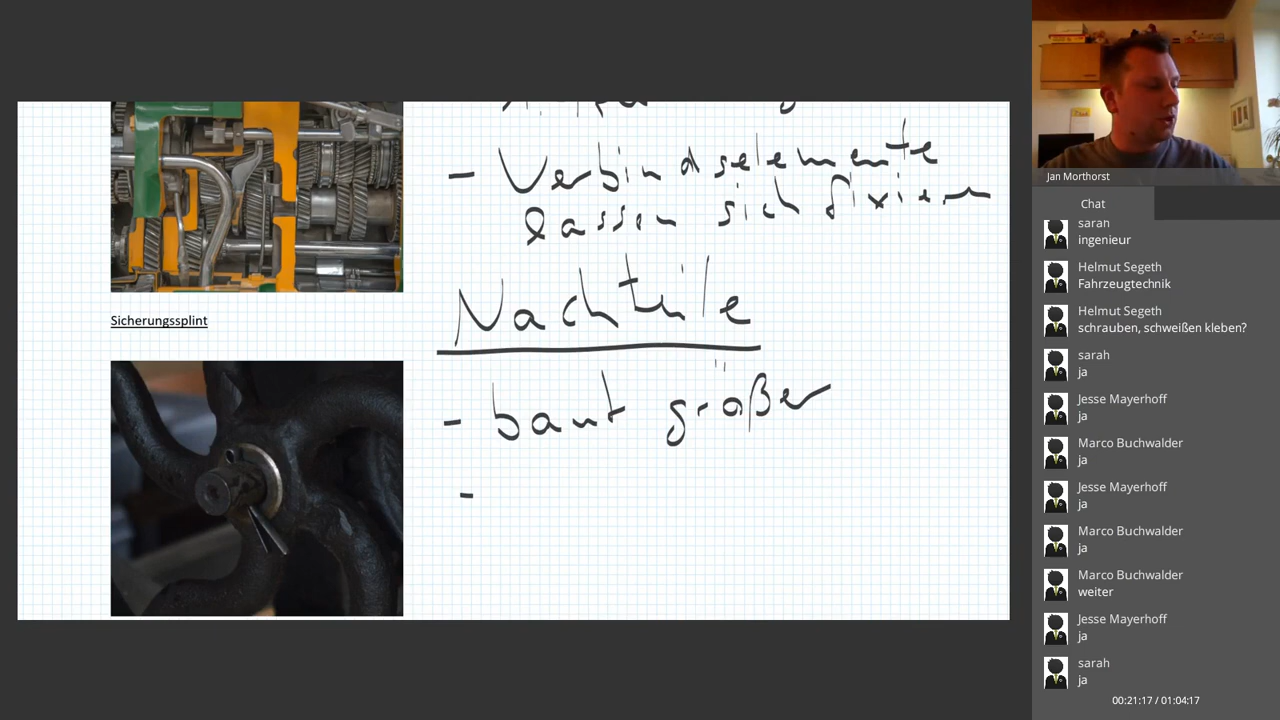 - Verbindselemente
lassen sich fixieren
Nachteile
- baut größer
-
Sicherungssplint
Jan Morthorst
Chat
sarah
ingenieur
Helmut Segeth
Fahrzeugtechnik
Helmut Segeth
schrauben, schweißen kleben?
sarah
ja
Jesse Mayerhoff
ja
Marco Buchwalder
ja
Jesse Mayerhoff
ja
Marco Buchwalder
ja
Marco Buchwalder
weiter
Jesse Mayerhoff
ja
sarah
ja
00:21:17 / 01:04:17